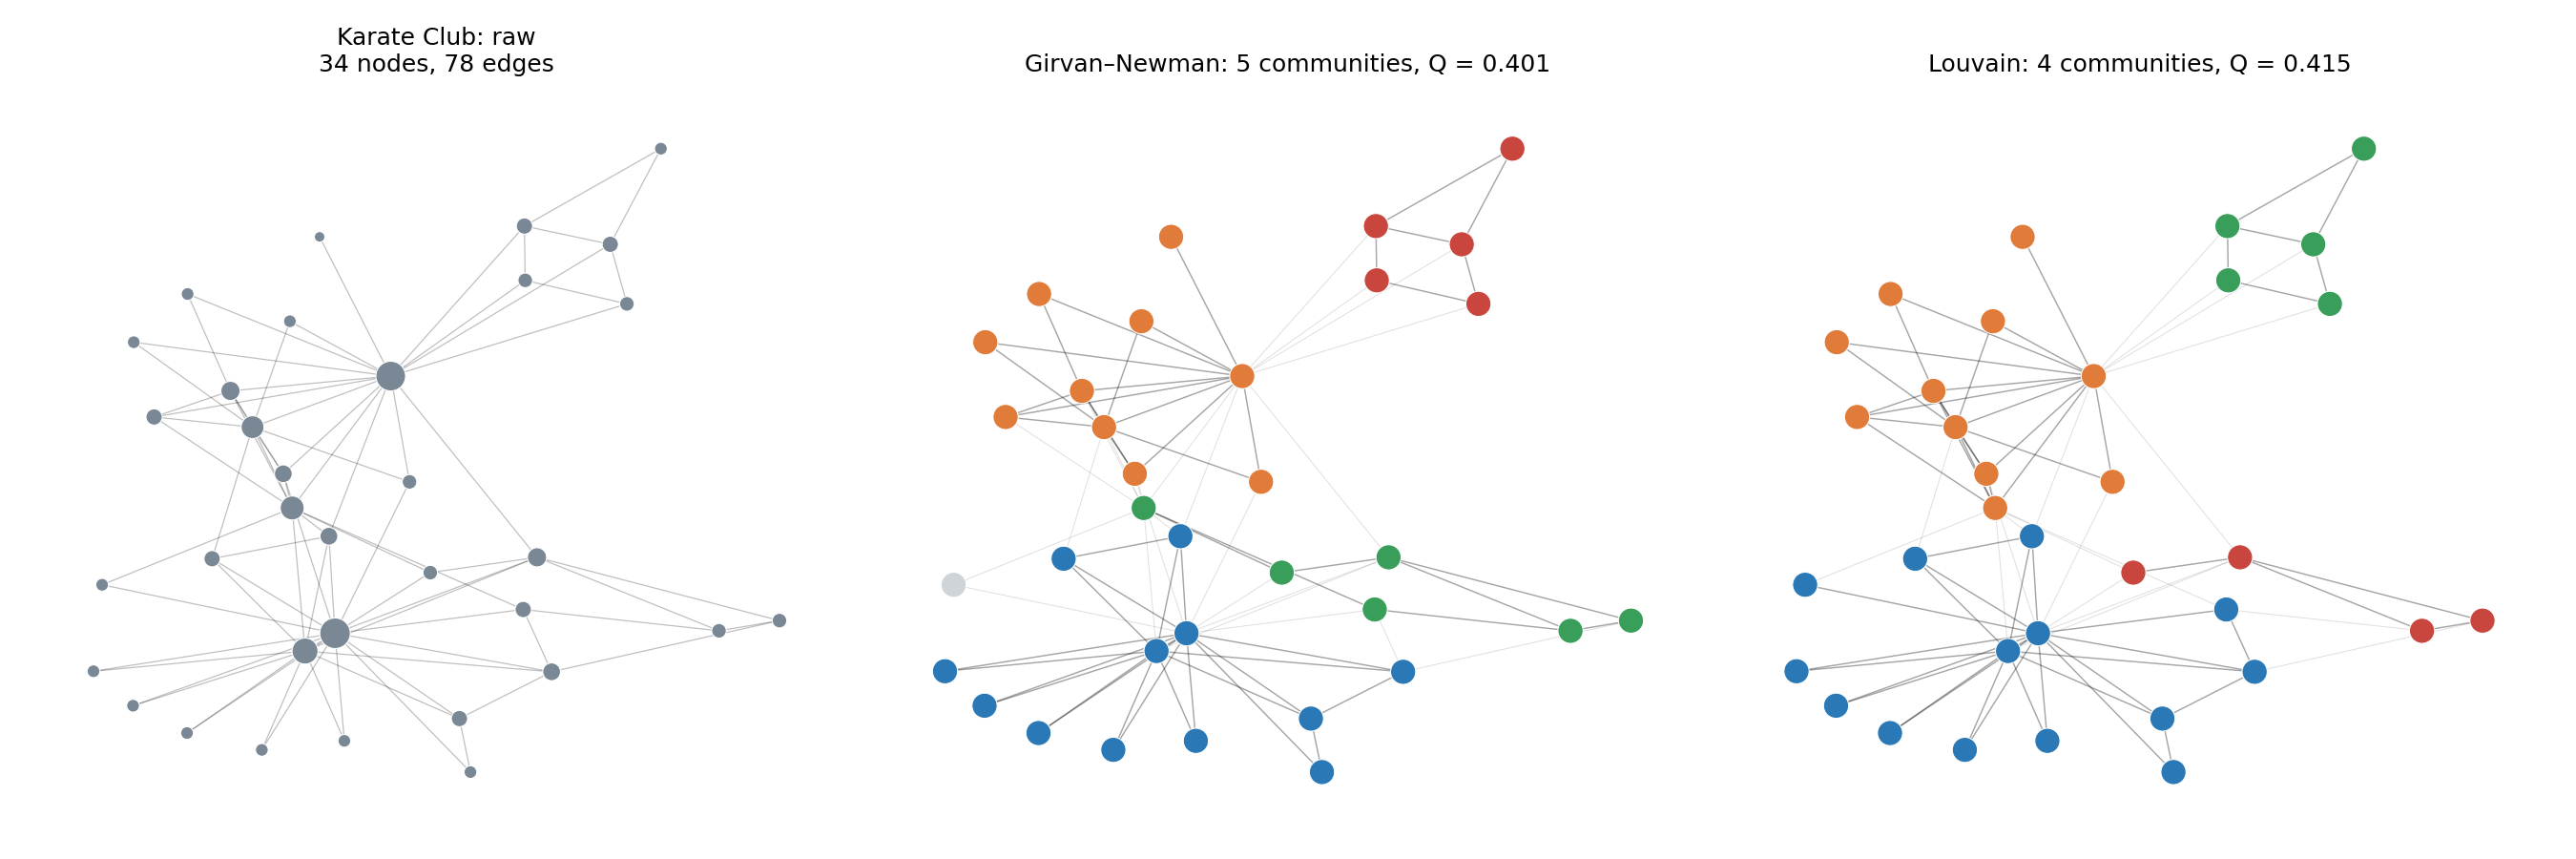 Karate Club: raw
34 nodes, 78 edges
Girvan–Newman: 5 communities, Q = 0.401
Louvain: 4 communities, Q = 0.415